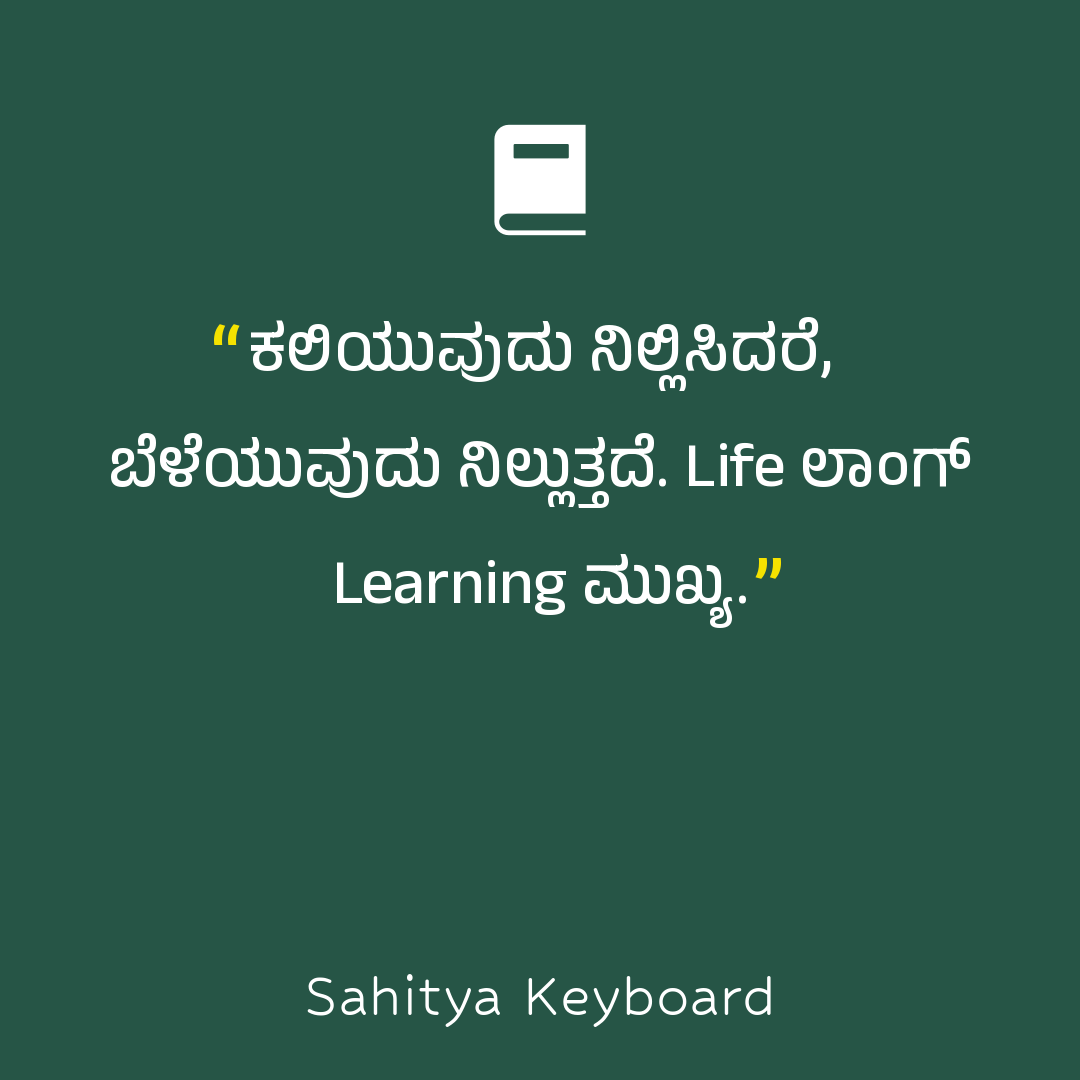 “ಕಲಿಯುವುದು ನಿಲ್ಲಿಸಿದರೆ,
ಬೆಳೆಯುವುದು ನಿಲ್ಲುತ್ತದೆ. Life ಲಾಂಗ್
Learning ಮುಖ್ಯ.”
Sahitya Keyboard